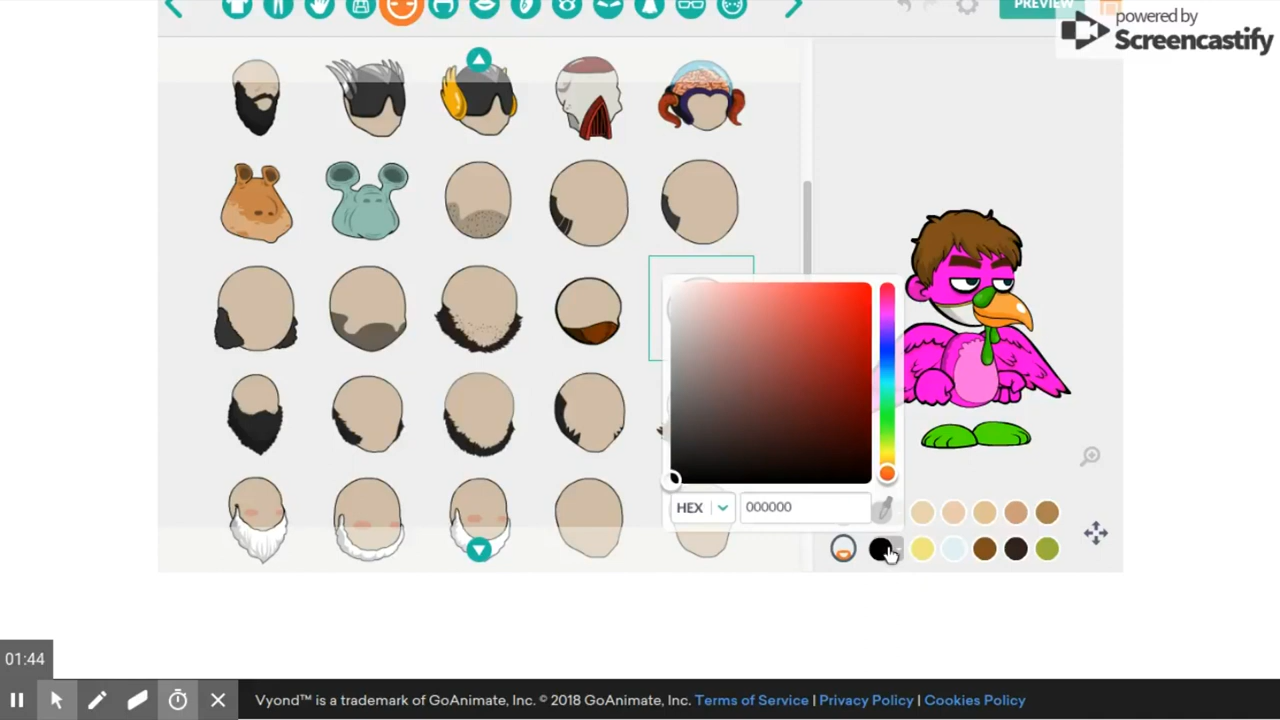 PREVIEW
powered by
Screencastify
HEX
000000
01:44
Vyond™ is a trademark of GoAnimate, Inc. © 2018 GoAnimate, Inc. Terms of Service | Privacy Policy | Cookies Policy